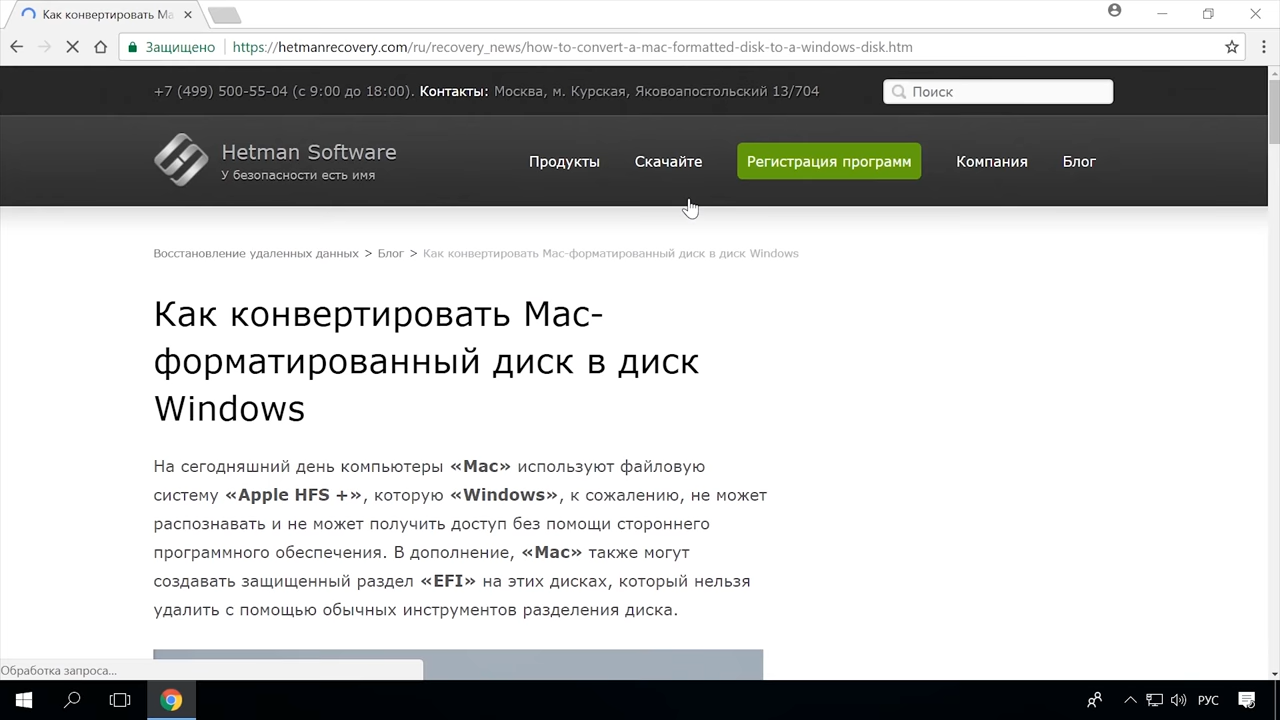 Как конвертировать Ма
Защищено
https://hetmanrecovery.com/ru/recovery_news/how-to-convert-a-mac-formatted-disk-to-a-windows-disk.htm
+7 (499) 500-55-04 (с 9:00 до 18:00). Контакты: Москва, м. Курская, Яковоапостольский 13/704
Поиск
Hetman Software
У безопасности есть имя
Продукты
Скачайте
Регистрация программ
Компания
Блог
Восстановление удаленных данных > Блог > Как конвертировать Mac-форматированный диск в диск Windows
Как конвертировать Mac-
форматированный диск в диск
Windows
На сегодняшний день компьютеры «Mac» используют файловую
систему «Apple HFS +», которую «Windows», к сожалению, не может
распознавать и не может получить доступ без помощи стороннего
программного обеспечения. В дополнение, «Mac» также могут
создавать защищенный раздел «EFI» на этих дисках, который нельзя
удалить с помощью обычных инструментов разделения диска.
Обработка запроса...
РУС